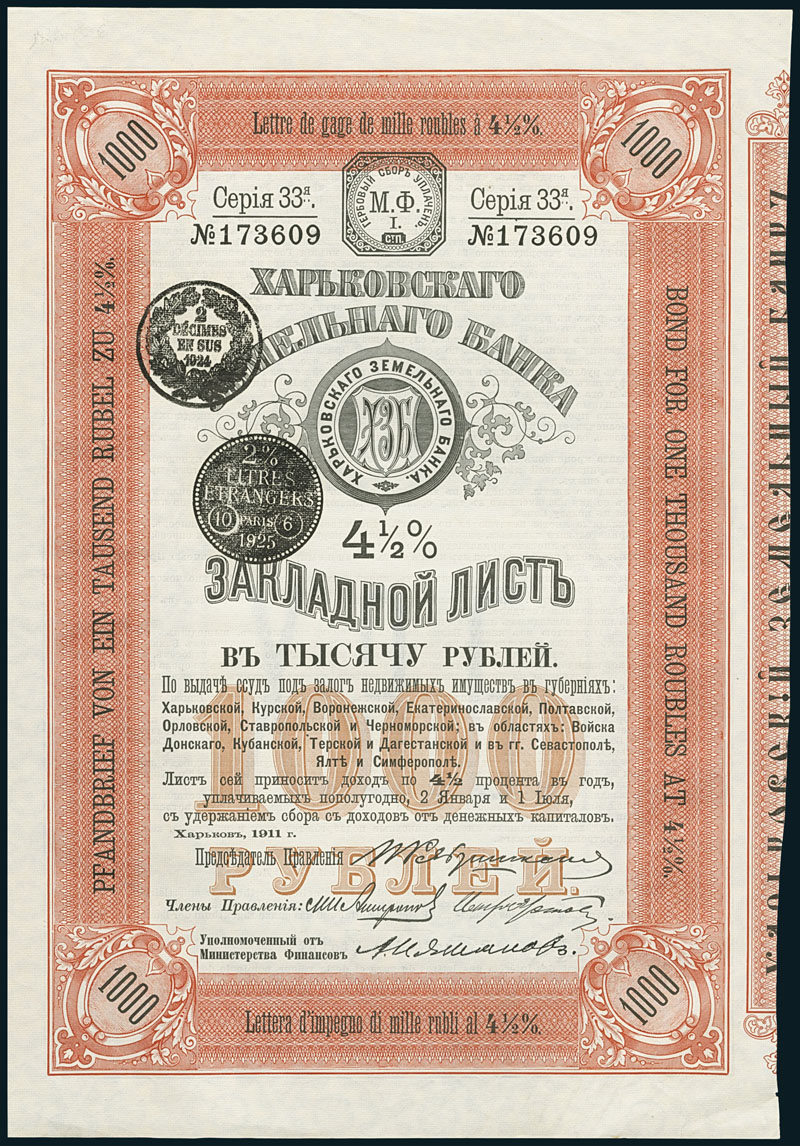 Lettre de gage de mille roubles à 4½%.
1000
1000
ГЕРБОВЫЙ СБОРЪ УПЛАЧЕНЪ.
М.Ф.
I.
С:П.
Серія 33я.
№173609
Серія 33я.
№173609
ХАРЬКОВСКАГО
ЕЛЬНАГО БАНКА
2
DÉCIMES
EN SUS
1924
ХАРЬКОВСКАГО ЗЕМЕЛЬНАГО БАНКА.
ХЗБ
2%
TITRES
ETRANGERS
10 PARIS 6
1925
4½%
ЗАКЛАДНОЙ ЛИСТЪ
ВЪ ТЫСЯЧУ РУБЛЕЙ.
По выдачѣ ссудъ подъ залогъ недвижимыхъ имуществъ въ губерніяхъ:
Харьковской, Курской, Воронежской, Екатеринославской, Полтавской,
Орловской, Ставропольской и Черноморской; въ областяхъ: Войска
Донскаго, Кубанской, Терской и Дагестанской и въ гг. Севастополѣ,
Ялтѣ и Симферополѣ.
Листъ сей приноситъ доходъ по 4½ процента въ годъ,
уплачиваемыхъ пополугодно, 2 Января и 1 Іюля,
съ удержаніемъ сбора съ доходовъ отъ денежныхъ капиталовъ.
Харьковъ, 1911 г.
1000
РУБЛЕЙ.
Предсѣдатель Правленія
Члены Правленія:
Уполномоченный отъ
Министерства Финансовъ
PFANDBRIEF VON EIN TAUSEND RUBEL ZU 4½%.
BOND FOR ONE THOUSAND ROUBLES AT 4½%.
1000
1000
Lettera d'impegno di mille rubli al 4½%.